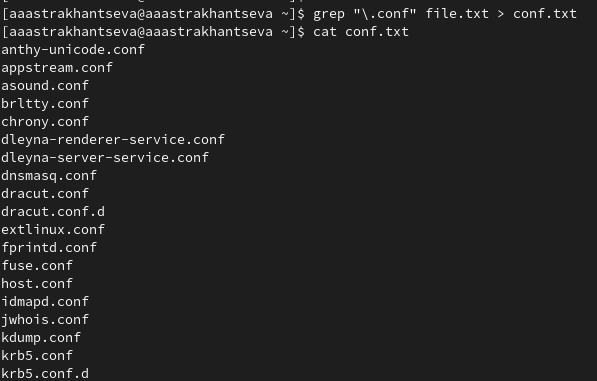 [aaastrakhantseva@aaastrakhantseva ~]$ grep "\.conf" file.txt > conf.txt
[aaastrakhantseva@aaastrakhantseva ~]$ cat conf.txt
anthy-unicode.conf
appstream.conf
asound.conf
brltty.conf
chrony.conf
dleyna-renderer-service.conf
dleyna-server-service.conf
dnsmasq.conf
dracut.conf
dracut.conf.d
extlinux.conf
fprintd.conf
fuse.conf
host.conf
idmapd.conf
jwhois.conf
kdump.conf
krb5.conf
krb5.conf.d